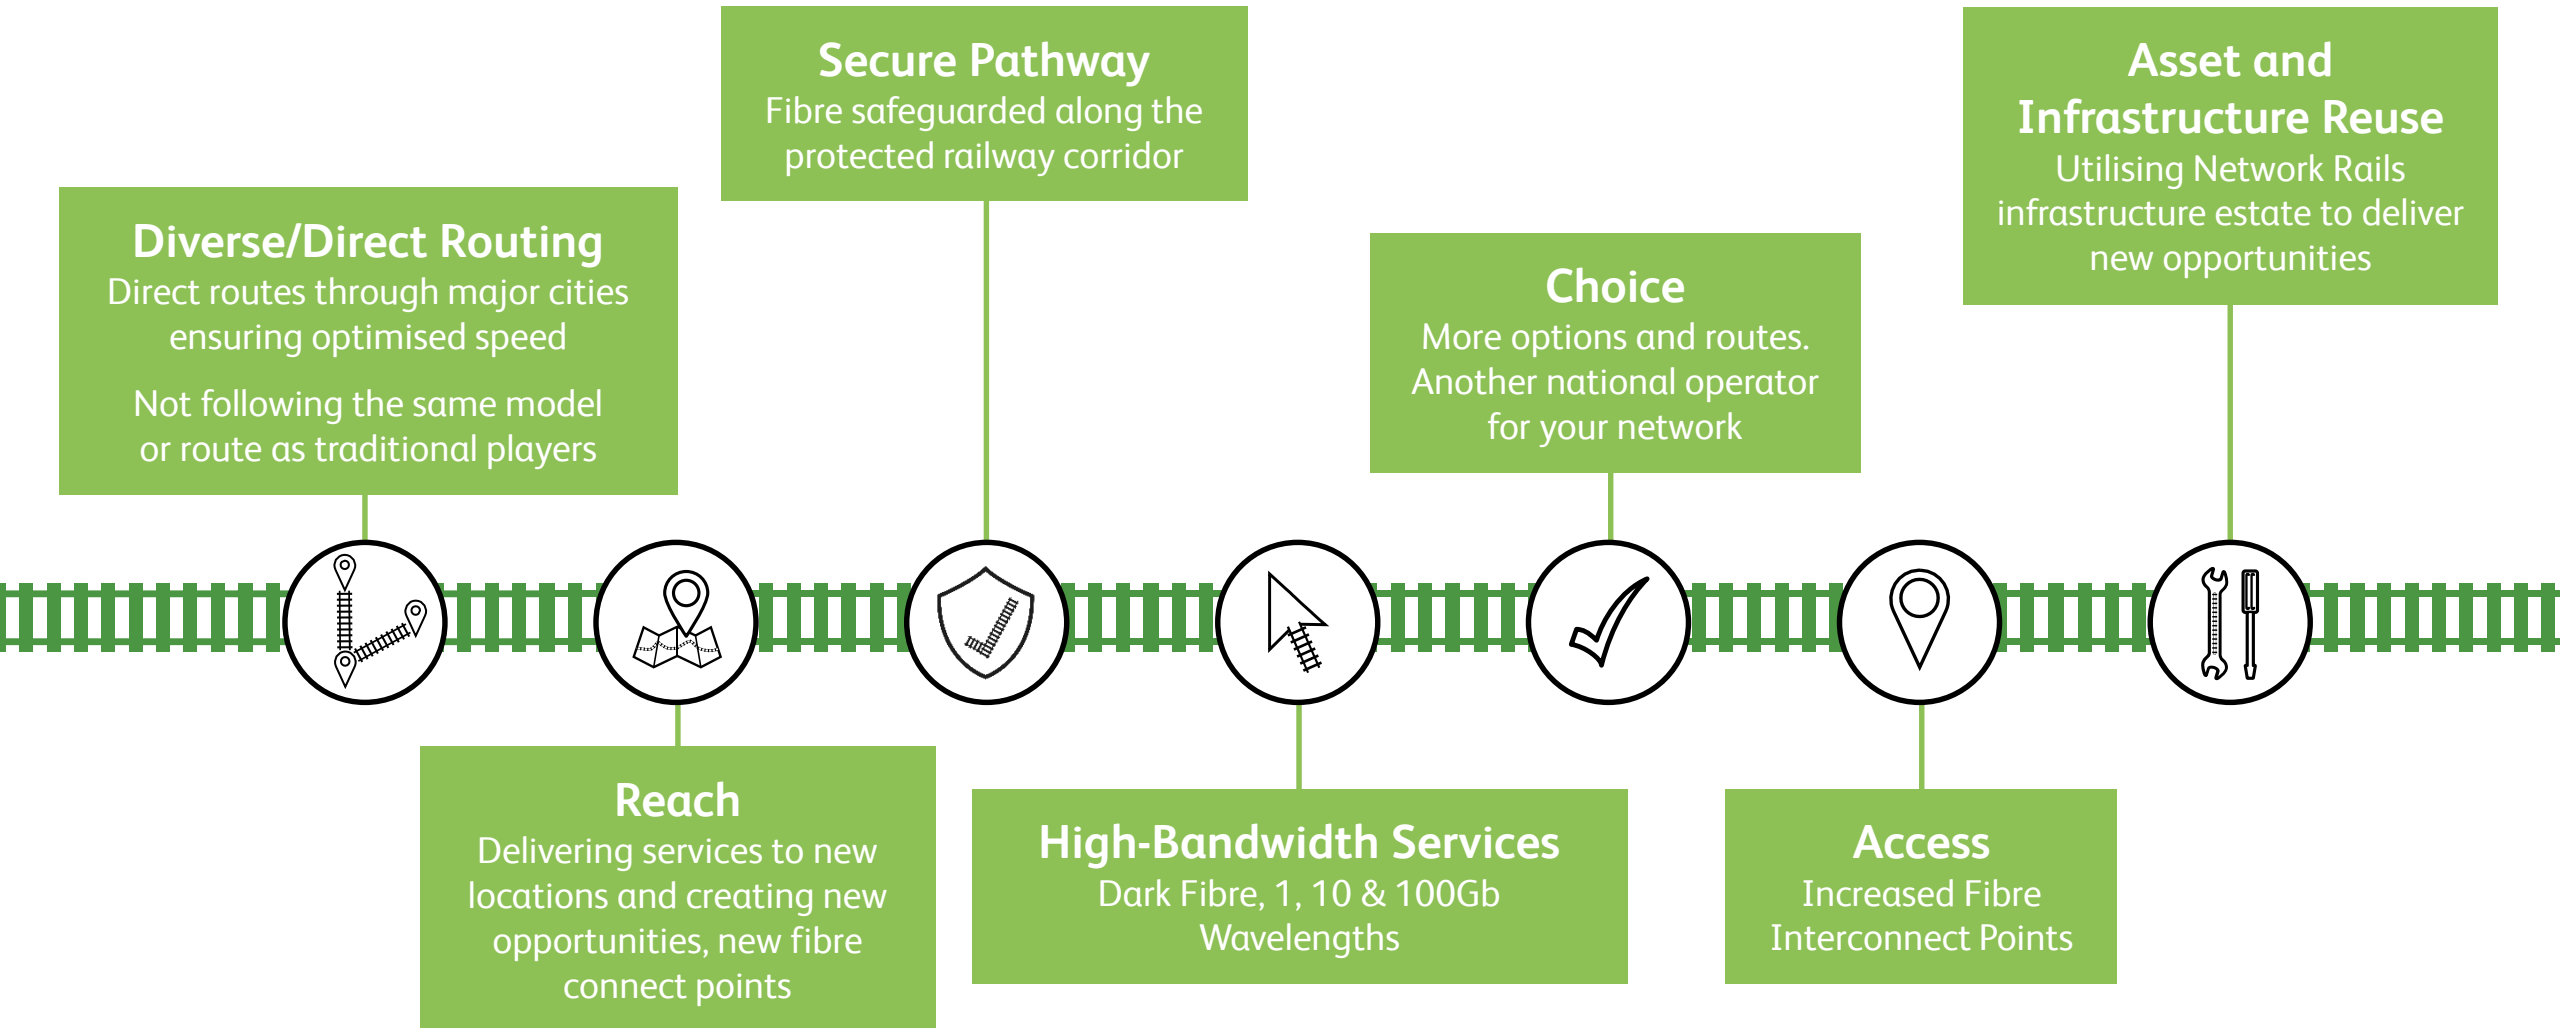 Diverse/Direct Routing
Direct routes through major cities
ensuring optimised speed
Not following the same model
or route as traditional players
Reach
Delivering services to new
locations and creating new
opportunities, new fibre
connect points
Secure Pathway
Fibre safeguarded along the
protected railway corridor
High-Bandwidth Services
Dark Fibre, 1, 10 & 100Gb
Wavelengths
Choice
More options and routes.
Another national operator
for your network
Access
Increased Fibre
Interconnect Points
Asset and
Infrastructure Reuse
Utilising Network Rails
infrastructure estate to deliver
new opportunities